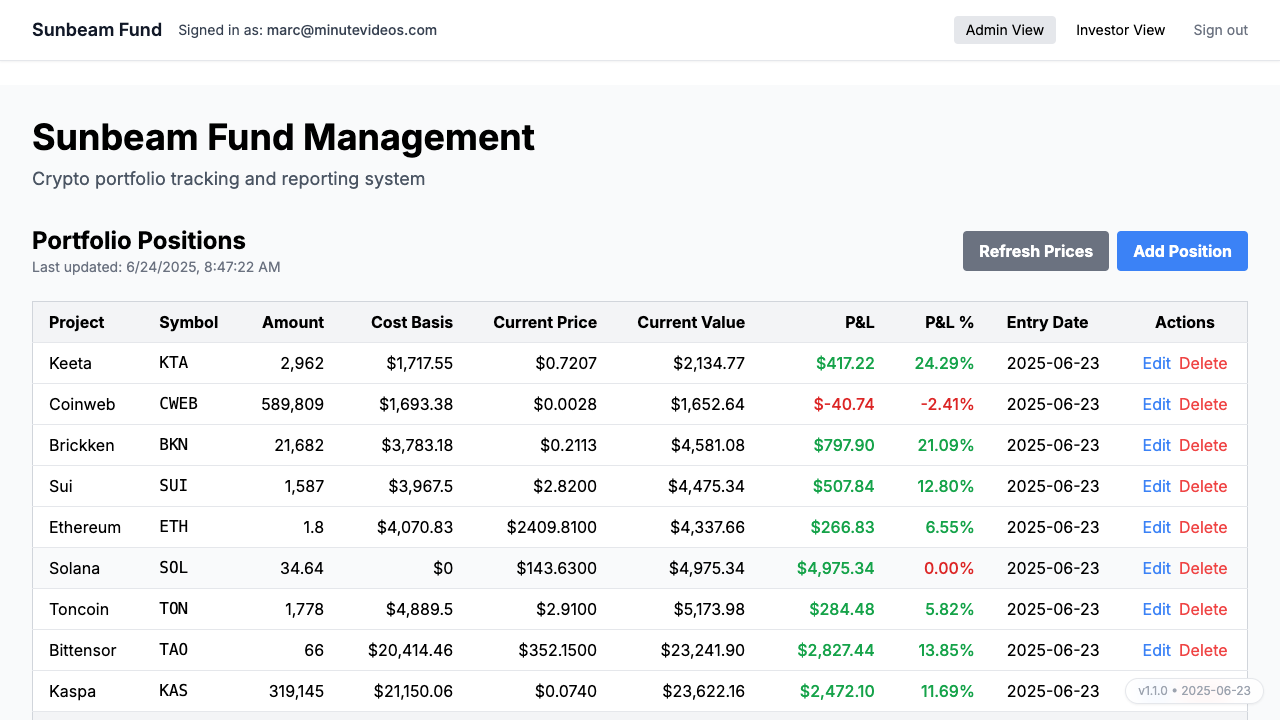 Sunbeam Fund Signed in as: marc@minutevideos.com Admin View Investor View Sign out
Sunbeam Fund Management
Crypto portfolio tracking and reporting system
Portfolio Positions
Last updated: 6/24/2025, 8:47:22 AM
Refresh Prices Add Position
Project Symbol Amount Cost Basis Current Price Current Value P&L P&L % Entry Date Actions
Keeta KTA 2,962 $1,717.55 $0.7207 $2,134.77 $417.22 24.29% 2025-06-23 Edit Delete
Coinweb CWEB 589,809 $1,693.38 $0.0028 $1,652.64 $-40.74 -2.41% 2025-06-23 Edit Delete
Brickken BKN 21,682 $3,783.18 $0.2113 $4,581.08 $797.90 21.09% 2025-06-23 Edit Delete
Sui SUI 1,587 $3,967.5 $2.8200 $4,475.34 $507.84 12.80% 2025-06-23 Edit Delete
Ethereum ETH 1.8 $4,070.83 $2409.8100 $4,337.66 $266.83 6.55% 2025-06-23 Edit Delete
Solana SOL 34.64 $0 $143.6300 $4,975.34 $4,975.34 0.00% 2025-06-23 Edit Delete
Toncoin TON 1,778 $4,889.5 $2.9100 $5,173.98 $284.48 5.82% 2025-06-23 Edit Delete
Bittensor TAO 66 $20,414.46 $352.1500 $23,241.90 $2,827.44 13.85% 2025-06-23 Edit Delete
Kaspa KAS 319,145 $21,150.06 $0.0740 $23,622.16 $2,472.10 11.69% 2025-06-23
v1.1.0 • 2025-06-23